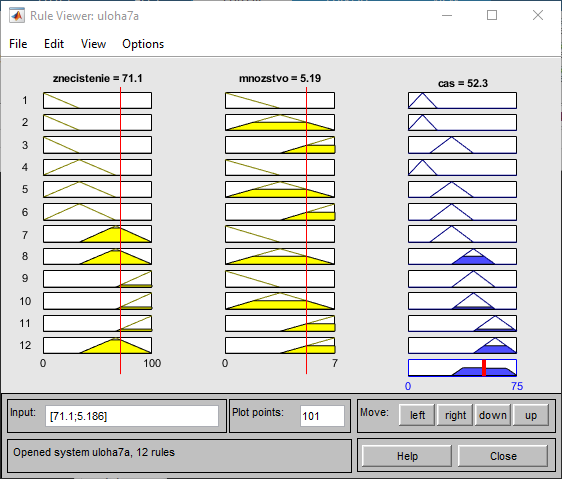 Rule Viewer: uloha7a
File Edit View Options
znecistenie = 71.1 mnozstvo = 5.19 cas = 52.3
1
2
3
4
5
6
7
8
9
10
11
12
0 100 0 7
0 75
Input: [71.1;5.186] Plot points: 101 Move: left right down up
Opened system uloha7a, 12 rules
Help Close